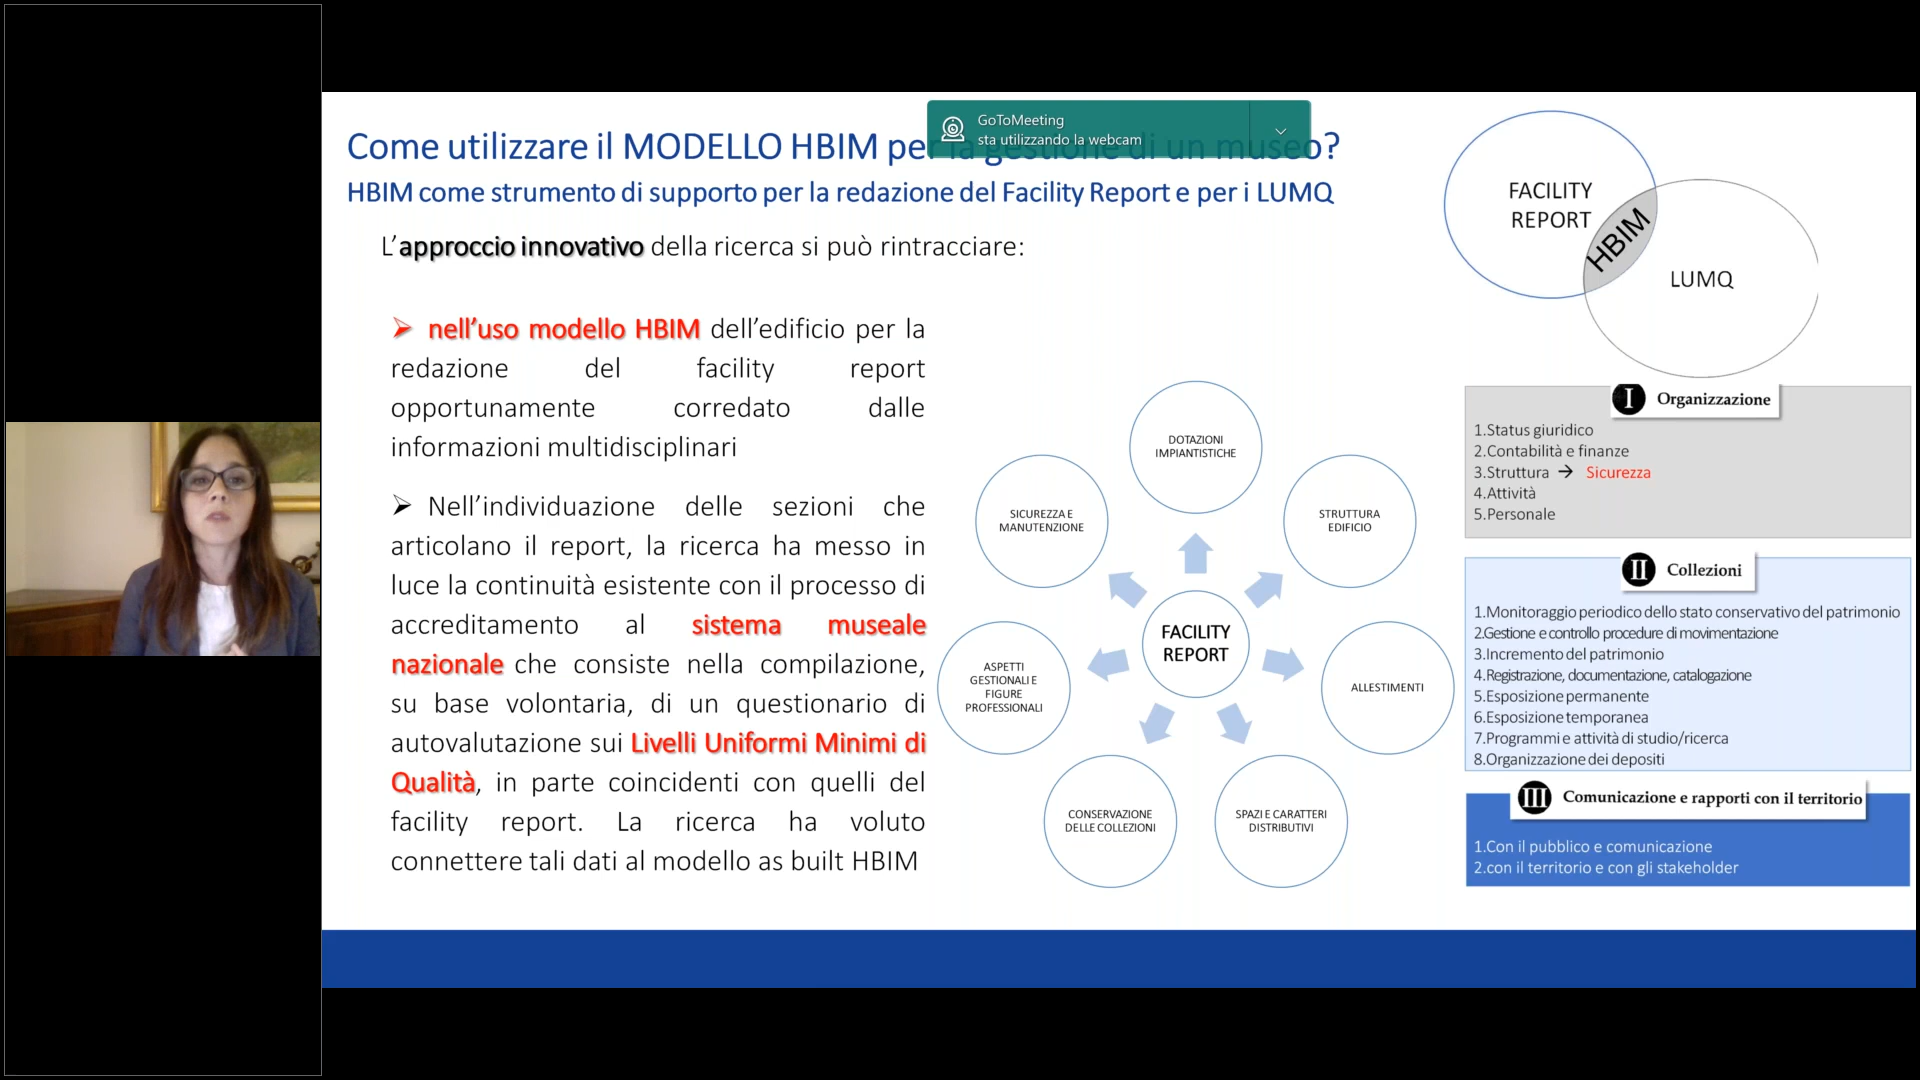 GoToMeeting
sta utilizzando la webcam
Come utilizzare il MODELLO HBIM per la gestione di un museo?
HBIM come strumento di supporto per la redazione del Facility Report e per i LUMQ
L'approccio innovativo della ricerca si può rintracciare:
➢ nell'uso modello HBIM dell'edificio per la
redazione del facility report
opportunamente corredato dalle
informazioni multidisciplinari
➢ Nell'individuazione delle sezioni che
articolano il report, la ricerca ha messo in
luce la continuità esistente con il processo di
accreditamento al sistema museale
nazionale che consiste nella compilazione,
su base volontaria, di un questionario di
autovalutazione sui Livelli Uniformi Minimi di
Qualità, in parte coincidenti con quelli del
facility report. La ricerca ha voluto
connettere tali dati al modello as built HBIM
DOTAZIONI
IMPIANTISTICHE
STRUTTURA
EDIFICIO
ALLESTIMENTI
SPAZI E CARATTERI
DISTRIBUTIVI
CONSERVAZIONE
DELLE COLLEZIONI
ASPETTI
GESTIONALI E
FIGURE
PROFESSIONALI
SICUREZZA E
MANUTENZIONE
FACILITY
REPORT
FACILITY
REPORT
HBIM
LUMQ
I Organizzazione
1.Status giuridico
2.Contabilità e finanze
3.Struttura → Sicurezza
4.Attività
5.Personale
II Collezioni
1.Monitoraggio periodico dello stato conservativo del patrimonio
2.Gestione e controllo procedure di movimentazione
3.Incremento del patrimonio
4.Registrazione, documentazione, catalogazione
5.Esposizione permanente
6.Esposizione temporanea
7.Programmi e attività di studio/ricerca
8.Organizzazione dei depositi
III Comunicazione e rapporti con il territorio
1.Con il pubblico e comunicazione
2.con il territorio e con gli stakeholder